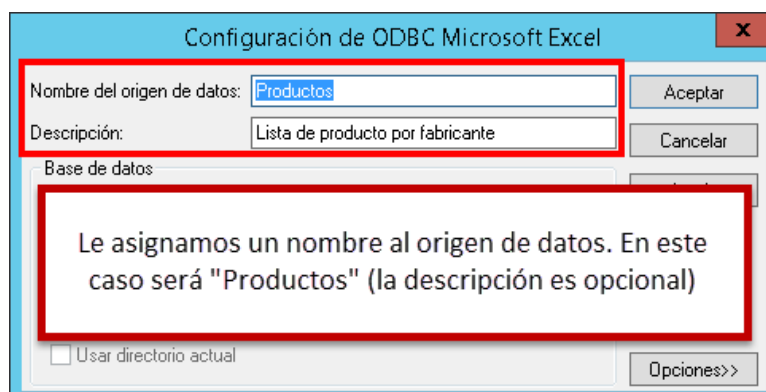 Configuración de ODBC Microsoft Excel
x
Nombre del origen de datos: Productos
Aceptar
Descripción: Lista de producto por fabricante
Cancelar
Base de datos
Le asignamos un nombre al origen de datos. En este
caso será "Productos" (la descripción es opcional)
Usar directorio actual
Opciones>>